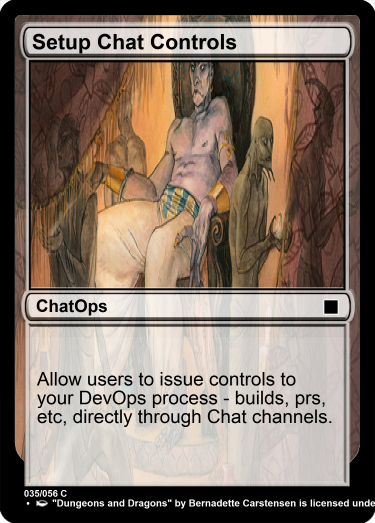 Setup Chat Controls
ChatOps
Allow users to issue controls to
your DevOps process - builds, prs,
etc, directly through Chat channels.
035/056 C
• "Dungeons and Dragons" by Bernadette Carstensen is licensed unde